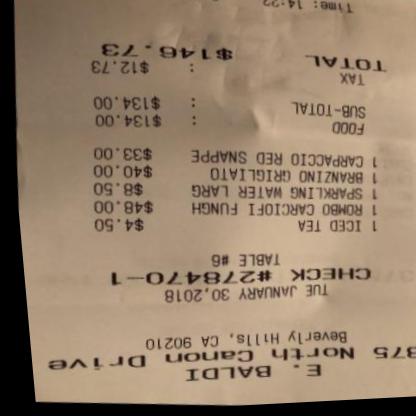 E. BALDI
375 North Canon Drive
Beverly Hills, CA 90210
TUE JANUARY 30,2018
CHECK #278470-1
TABLE #6
1 ICED TEA $4.50
1 ROMBO CARCIOFI FUNGH $48.00
1 SPARKLING WATER LARG $8.50
1 BRANZINO GRIGLIATO $40.00
1 CARPACCIO RED SNAPPE $33.00
FOOD : $134.00
SUB-TOTAL : $134.00
TAX : $12.73
TOTAL $146.73
Time: 14:22